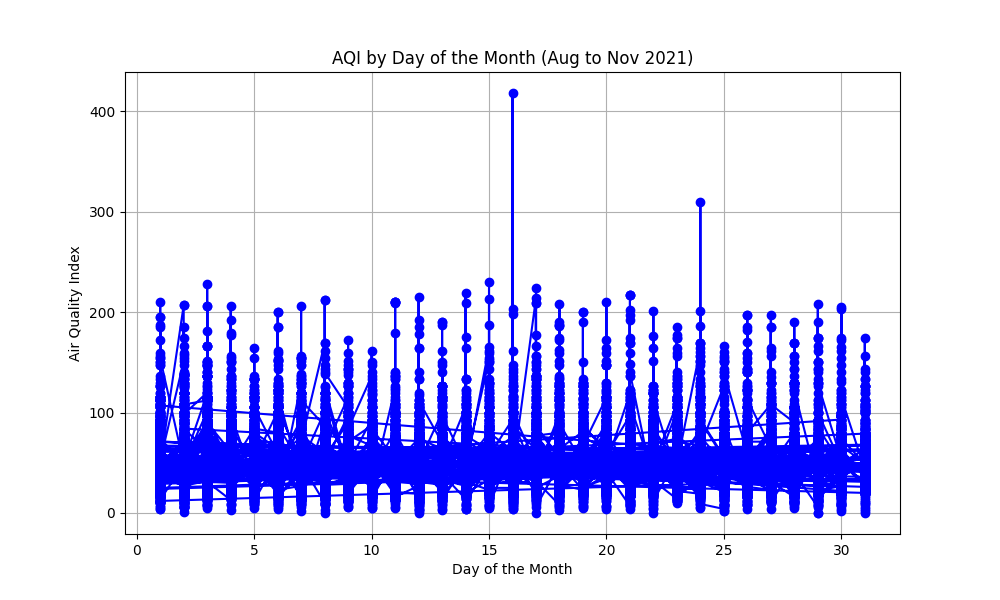 AQI by Day of the Month (Aug to Nov 2021)
400
300
200
100
0
Air Quality Index
0 5 10 15 20 25 30
Day of the Month